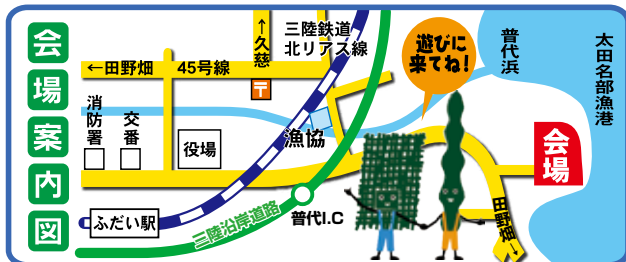 会場案内図
←田野畑
45号線
↑久慈
三陸鉄道
北リアス線
〒
遊びに
来てね！
普代浜
太田名部漁港
消防署
交番
役場
漁協
会場
ふだい駅
三陸沿岸道路
普代I.C